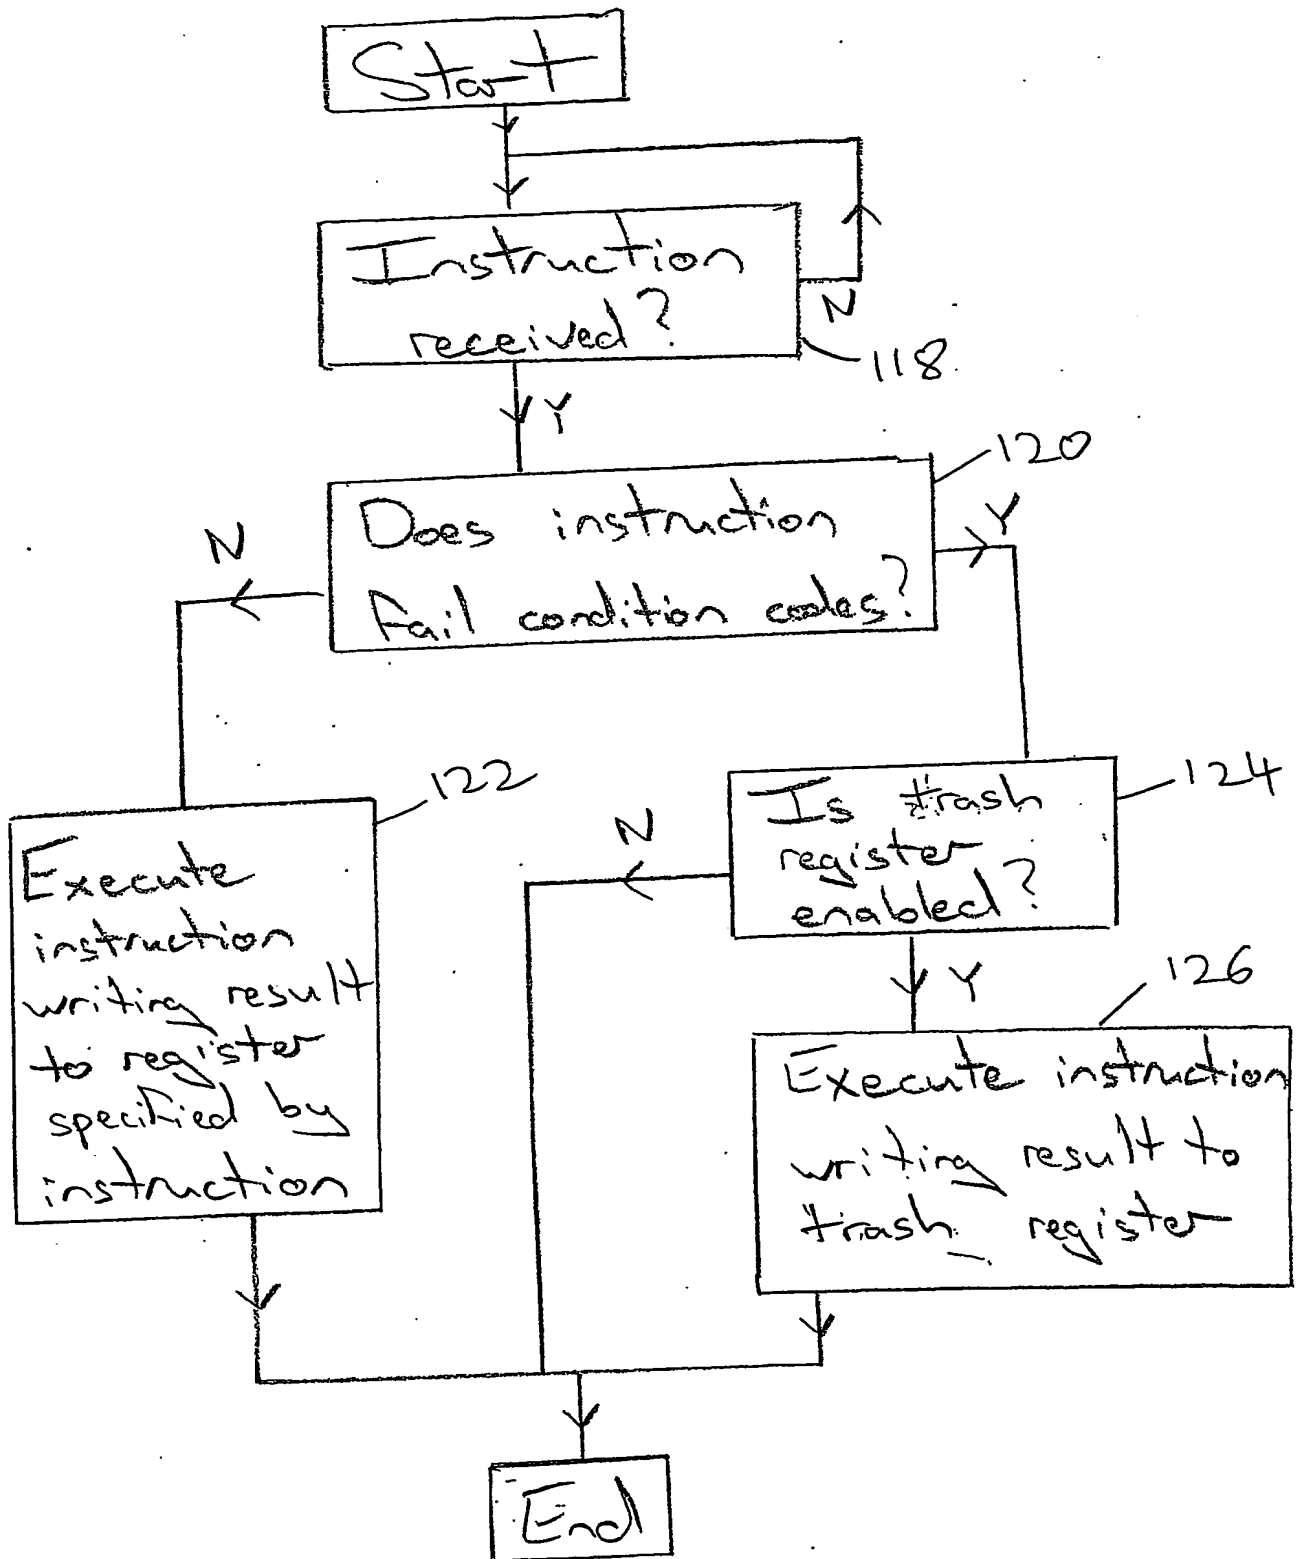 Start
Instruction
received?
N
118
Y
120
Does instruction
fail condition codes?
N
Y
122
Execute
instruction
writing result
to register
specified by
instruction
124
Is trash
register
enabled?
N
Y
126
Execute instruction
writing result to
trash register
End